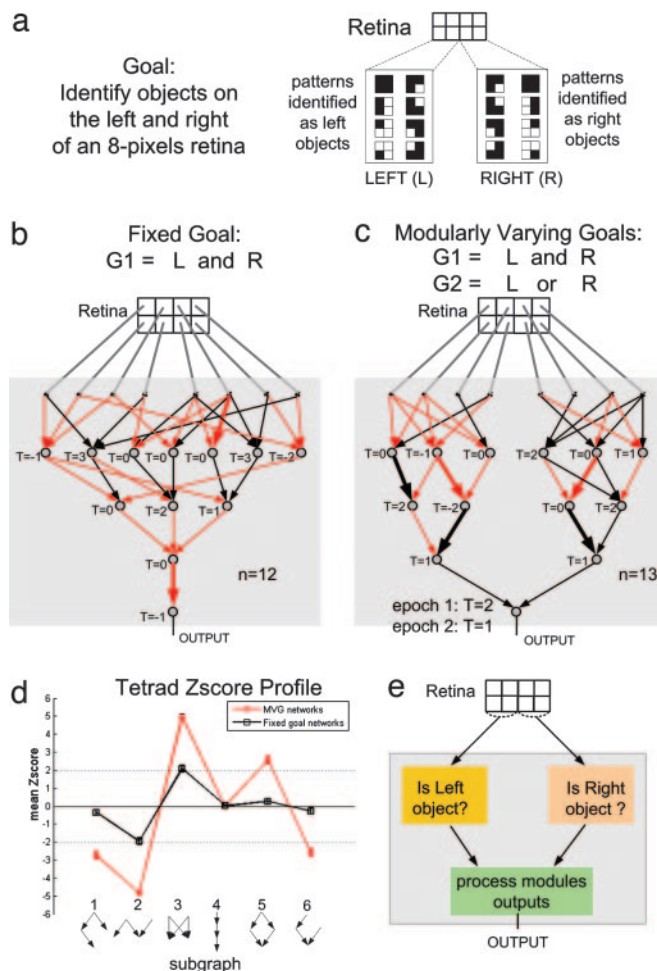 a
Retina
Goal:
Identify objects on
the left and right
of an 8-pixels retina
patterns
identified
as left
objects
patterns
identified
as right
objects
LEFT (L)
RIGHT (R)
b
Fixed Goal:
G1 = L and R
Retina
T=-1
T=3
T=0
T=0
T=0
T=3
T=-2
T=0
T=2
T=1
T=0
n=12
T=-1
OUTPUT
c
Modularly Varying Goals:
G1 = L and R
G2 = L or R
Retina
T=0
T=-1
T=0
T=2
T=0
T=1
T=2
T=-2
T=0
T=2
T=1
T=1
n=13
epoch 1: T=2
epoch 2: T=1
OUTPUT
d
Tetrad Zscore Profile
MVG networks
Fixed goal networks
mean Zscore
6
5
4
3
2
1
0
-1
-2
-3
-4
-5
-6
1 2 3 4 5 6
subgraph
e
Retina
Is Left
object?
Is Right
object ?
process modules
outputs
OUTPUT